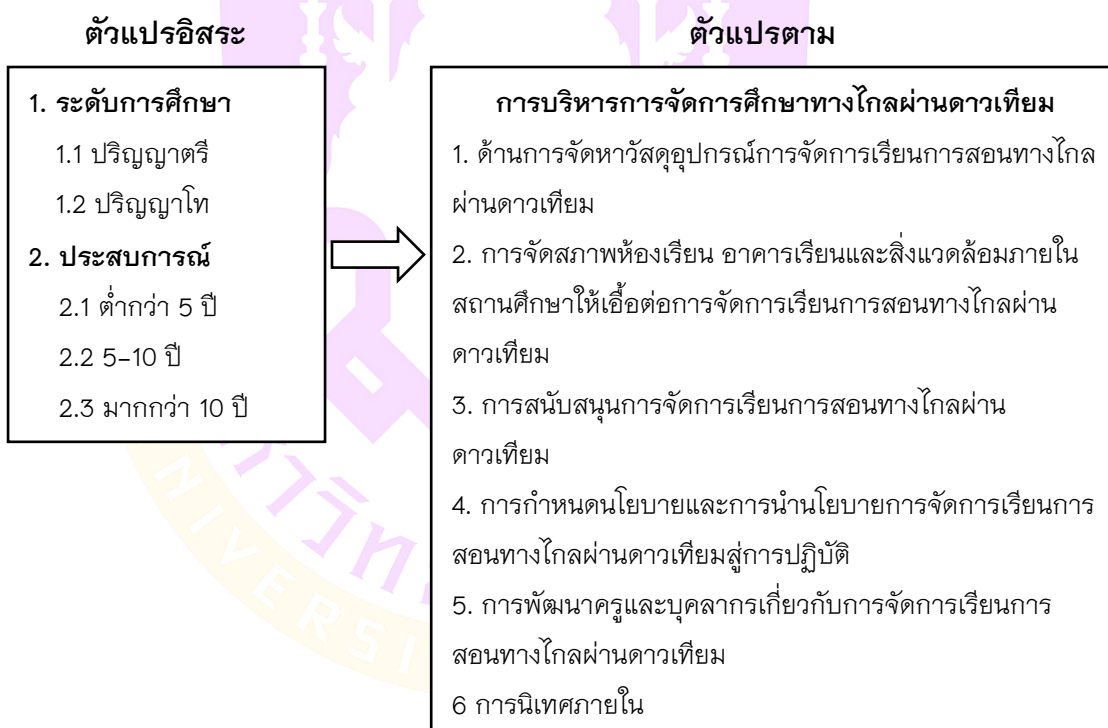 ตัวแปรอิสระ
1. ระดับการศึกษา
1.1 ปริญญาตรี
1.2 ปริญญาโท
2. ประสบการณ์
2.1 ต่ำกว่า 5 ปี
2.2 5–10 ปี
2.3 มากกว่า 10 ปี
ตัวแปรตาม
การบริหารการจัดการศึกษาทางไกลผ่านดาวเทียม
1. ด้านการจัดหาวัสดุอุปกรณ์การจัดการเรียนการสอนทางไกล
ผ่านดาวเทียม
2. การจัดสภาพห้องเรียน อาคารเรียนและสิ่งแวดล้อมภายใน
สถานศึกษาให้เอื้อต่อการจัดการเรียนการสอนทางไกลผ่าน
ดาวเทียม
3. การสนับสนุนการจัดการเรียนการสอนทางไกลผ่าน
ดาวเทียม
4. การกำหนดนโยบายและการนำนโยบายการจัดการเรียนการ
สอนทางไกลผ่านดาวเทียมสู่การปฏิบัติ
5. การพัฒนาครูและบุคลากรเกี่ยวกับการจัดการเรียนการ
สอนทางไกลผ่านดาวเทียม
6 การนิเทศภายใน